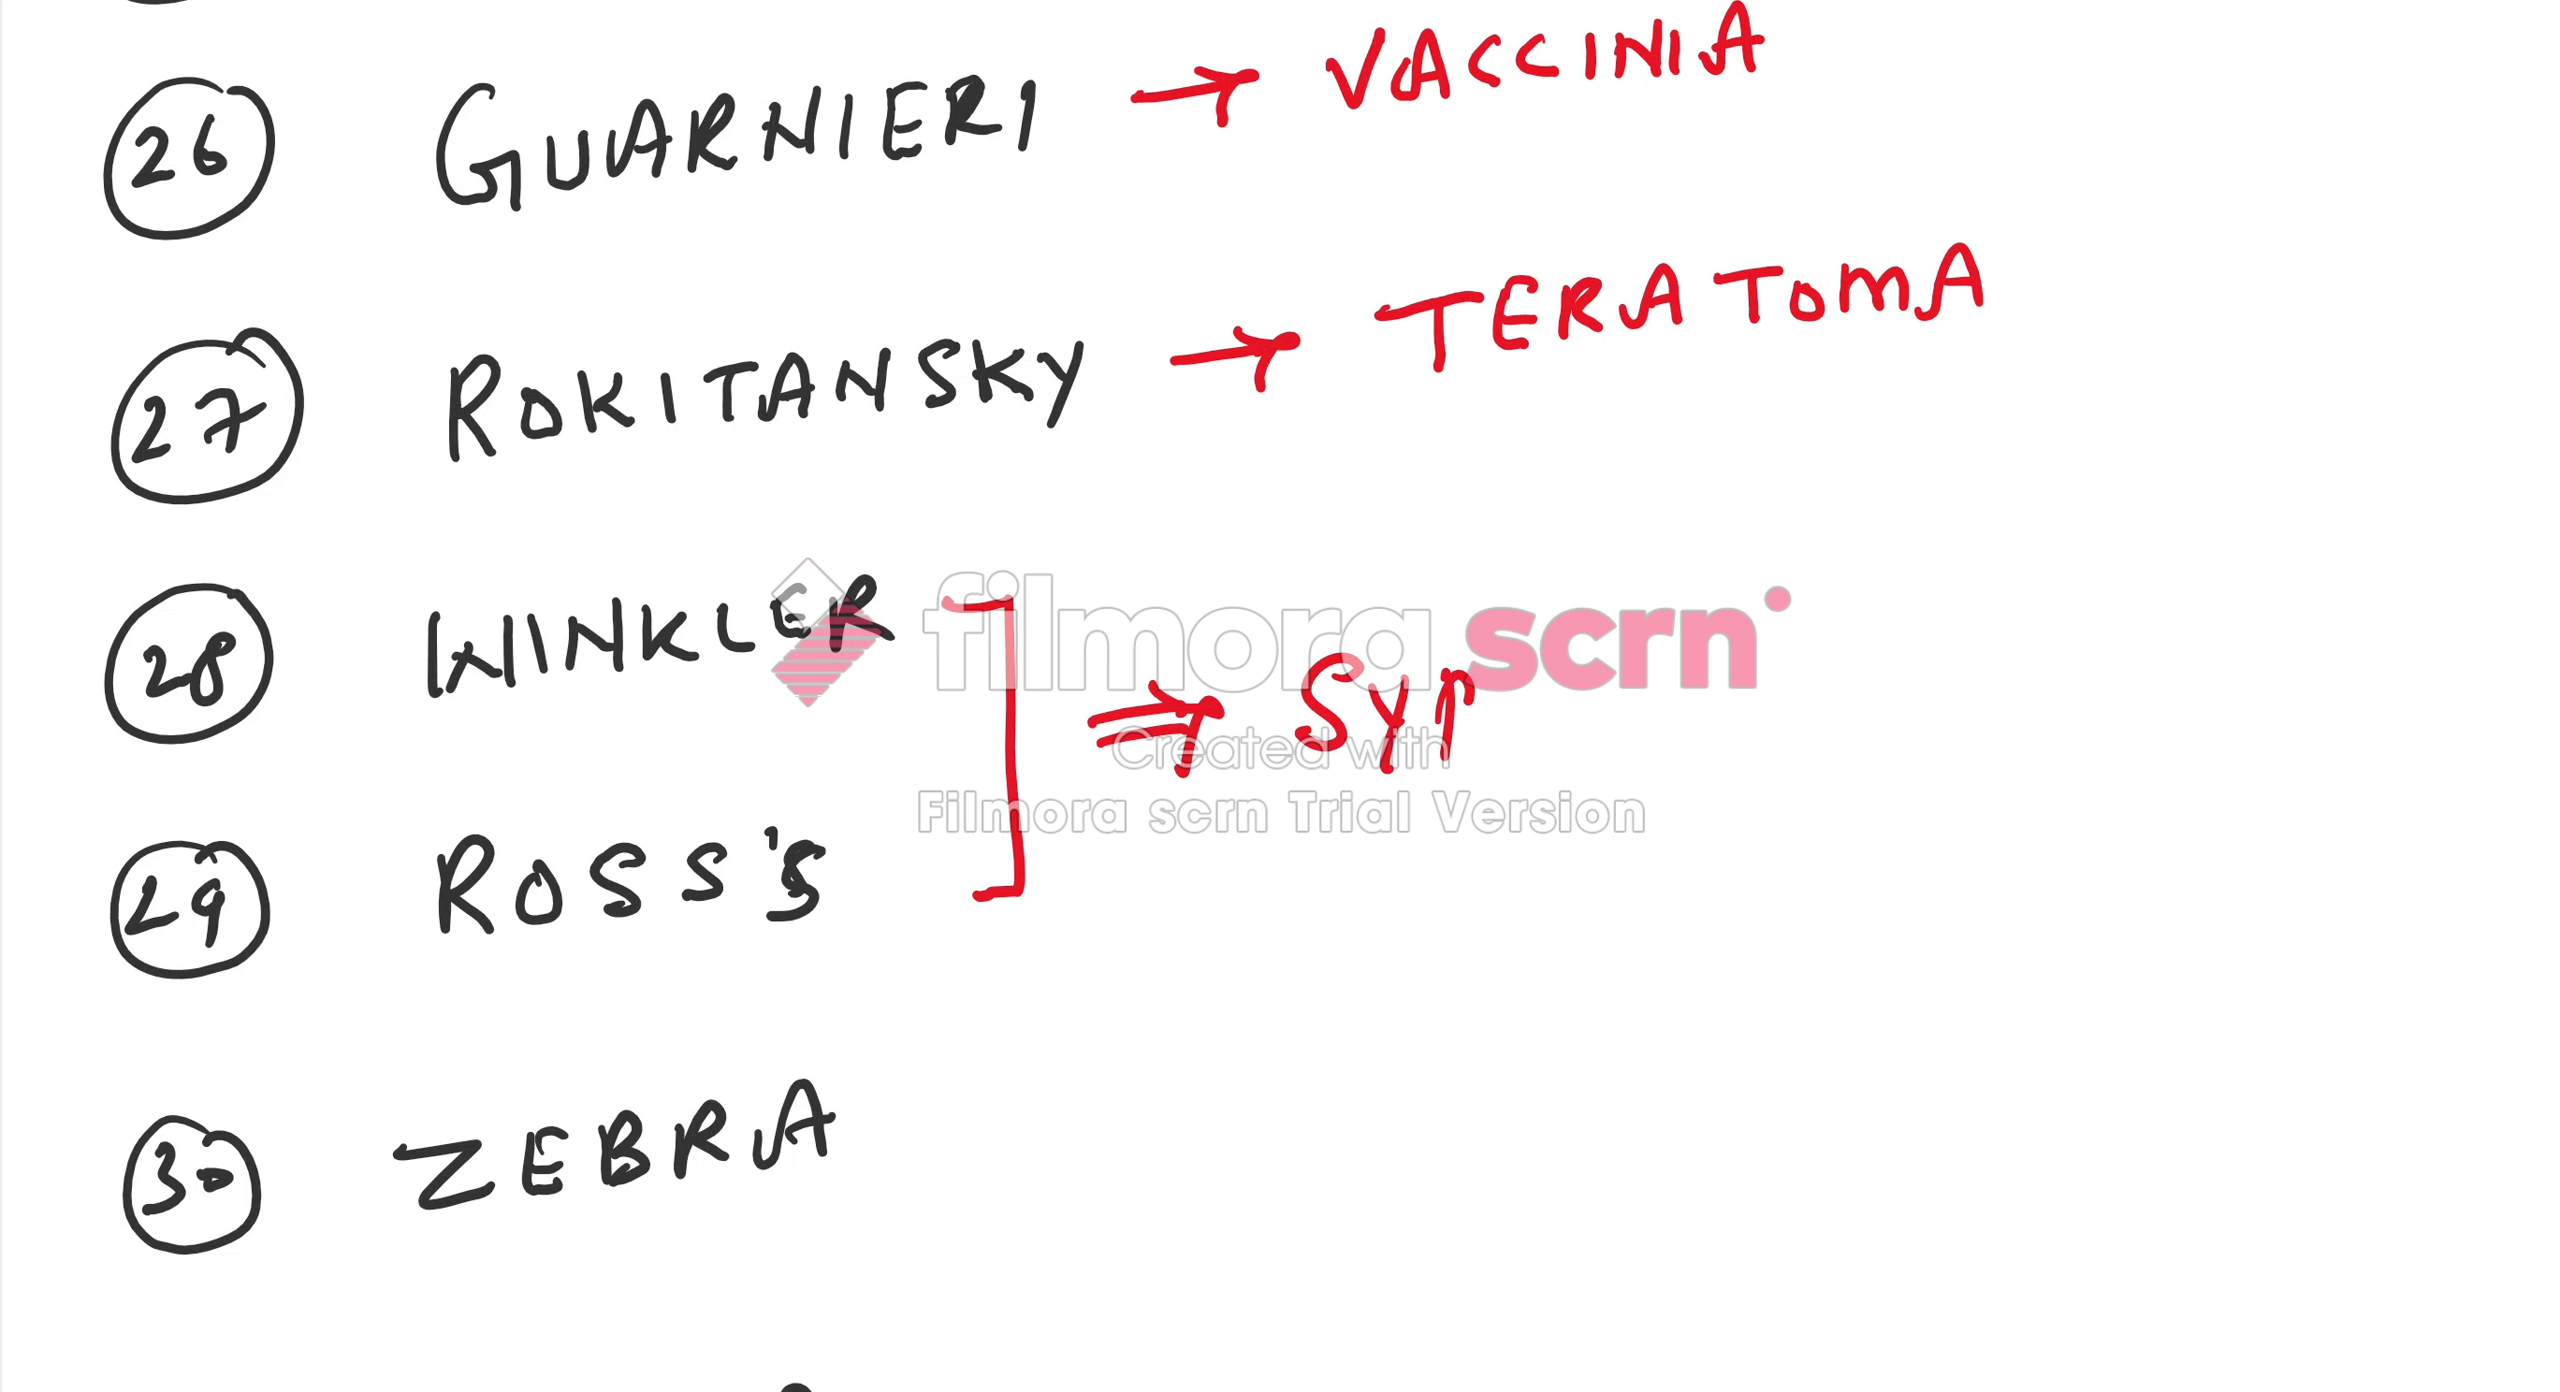 26 GUARNIERI → VACCINIA
27 ROKITANSKY → TERATOMA
28 WINKLER
filmora scrn
⇒ SYP
Created with
Filmora scrn Trial Version
29 ROSS'S
30 ZEBRA